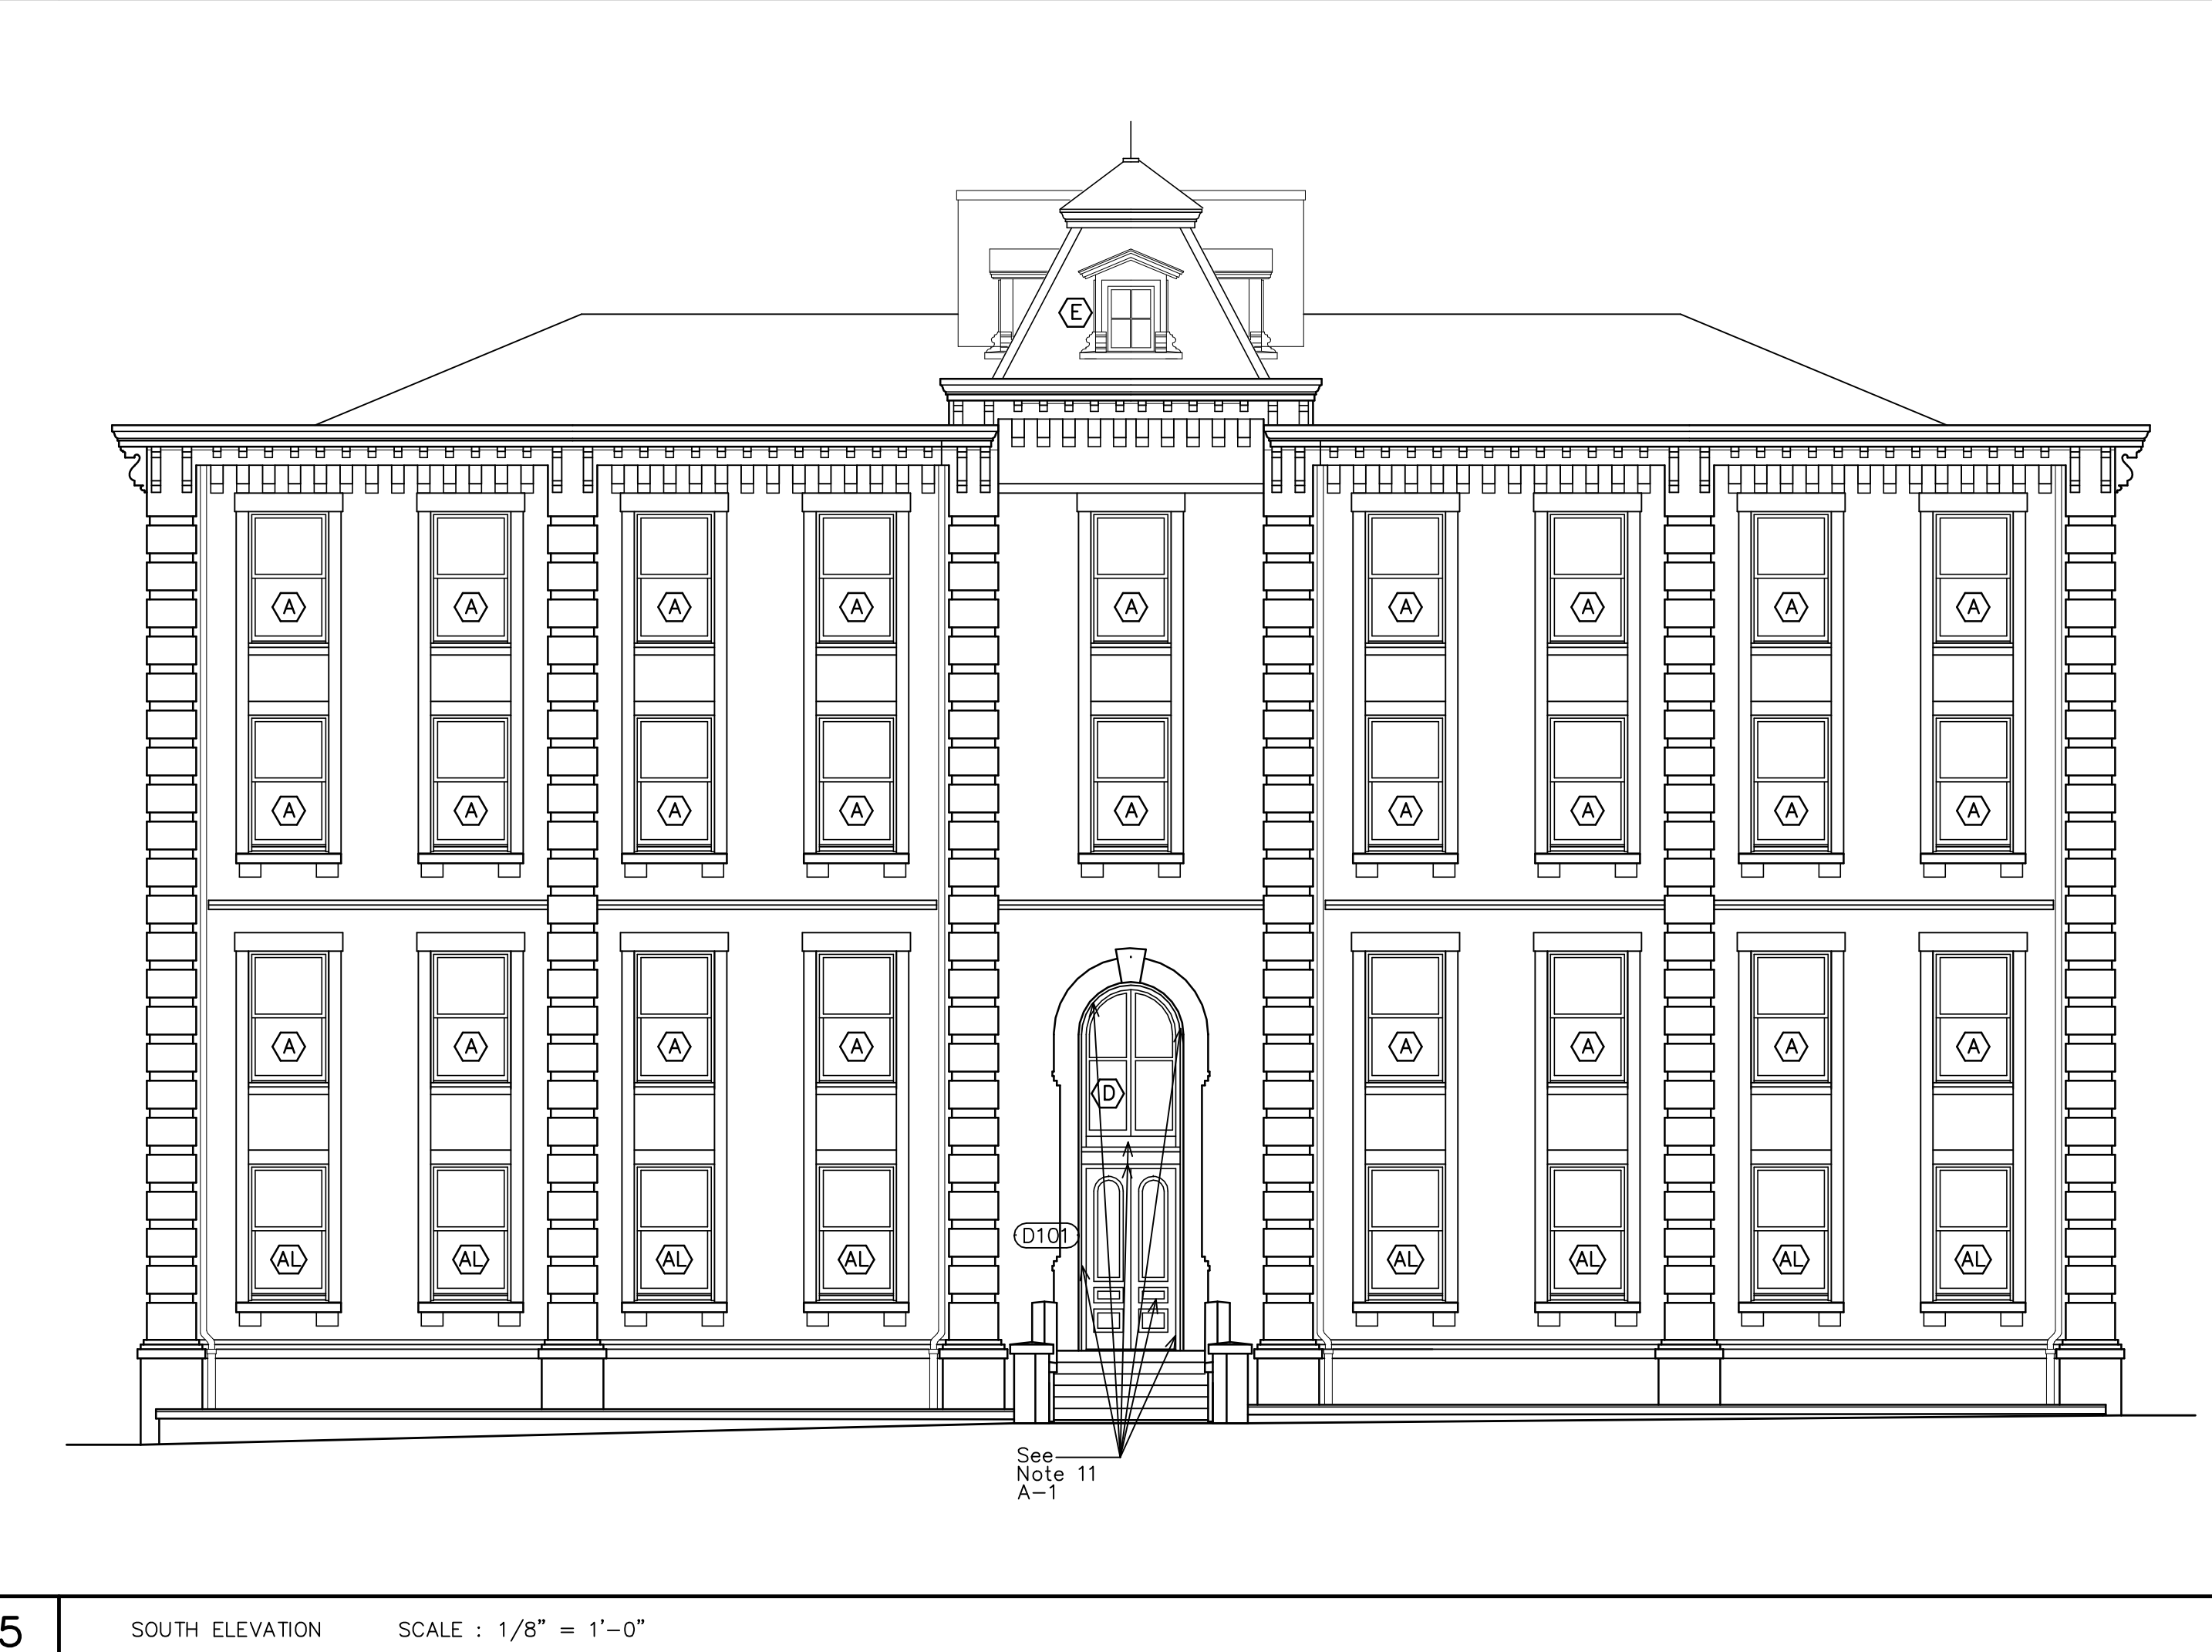 E
A A A A A A A A A
A A A A A A A A A
A A A A A A A A
D
D101
AL AL AL AL AL AL AL AL
See
Note 11
A-1
5 SOUTH ELEVATION SCALE : 1/8" = 1'-0"